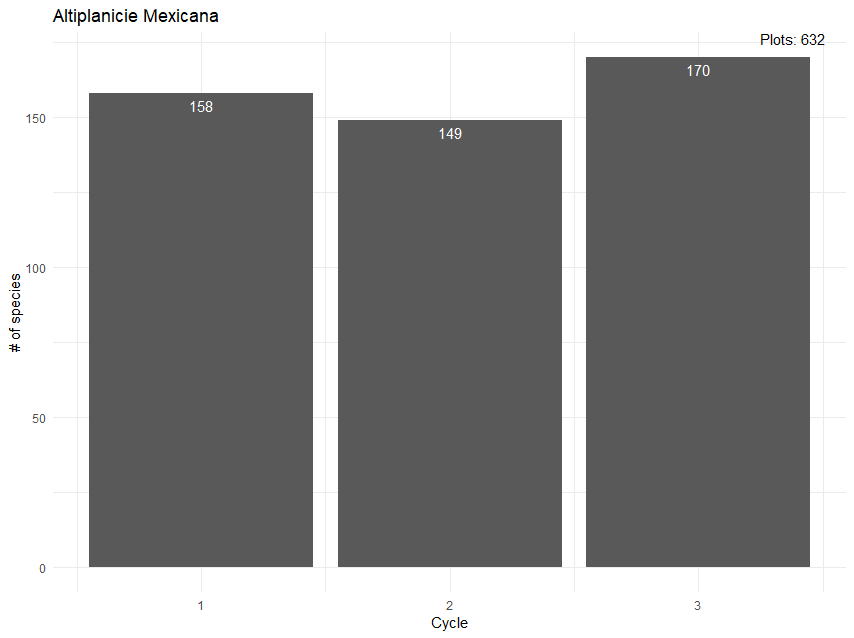 Altiplanicie Mexicana
Plots: 632
158
149
170
150
100
50
0
# of species
1
2
3
Cycle